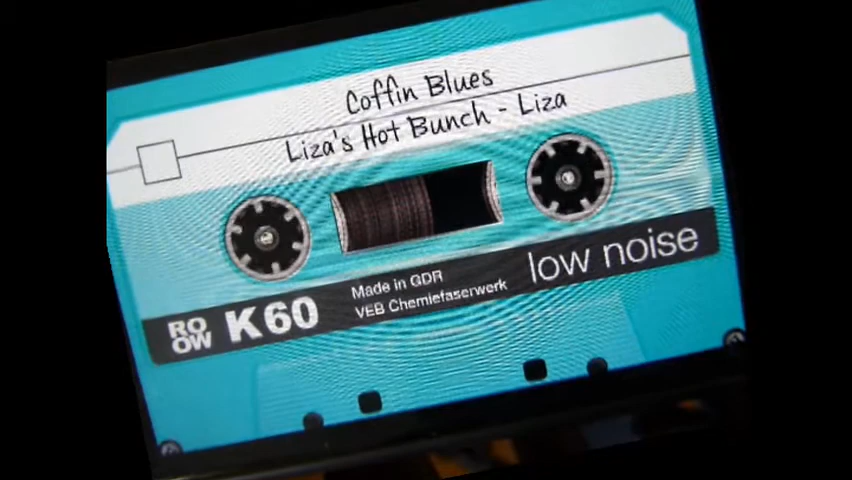 Coffin Blues
Liza's Hot Bunch - Liza
RO
OW
K60
Made in GDR
VEB Chemiefaserwerk
low noise